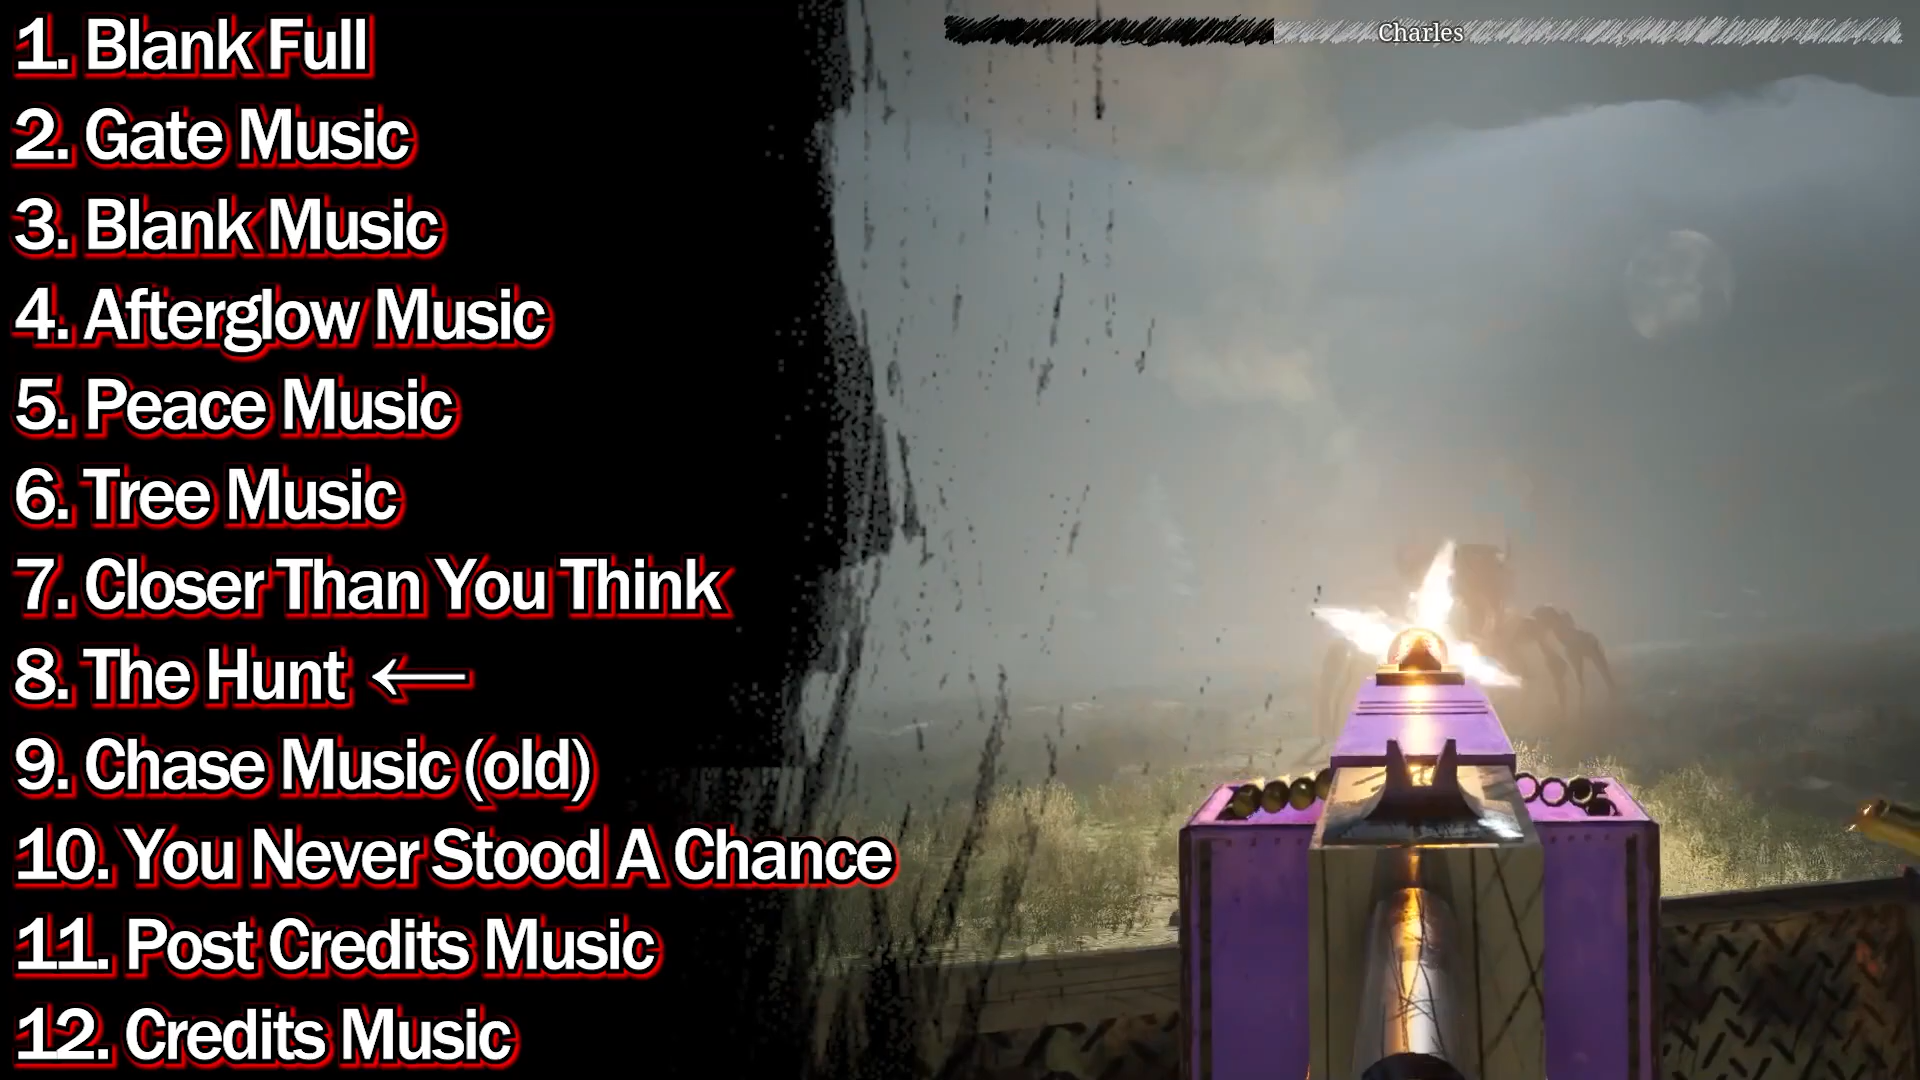 1. Blank Full
2. Gate Music
3. Blank Music
4. Afterglow Music
5. Peace Music
6. Tree Music
7. Closer Than You Think
8. The Hunt ←
9. Chase Music (old)
10. You Never Stood A Chance
11. Post Credits Music
12. Credits Music
Charles